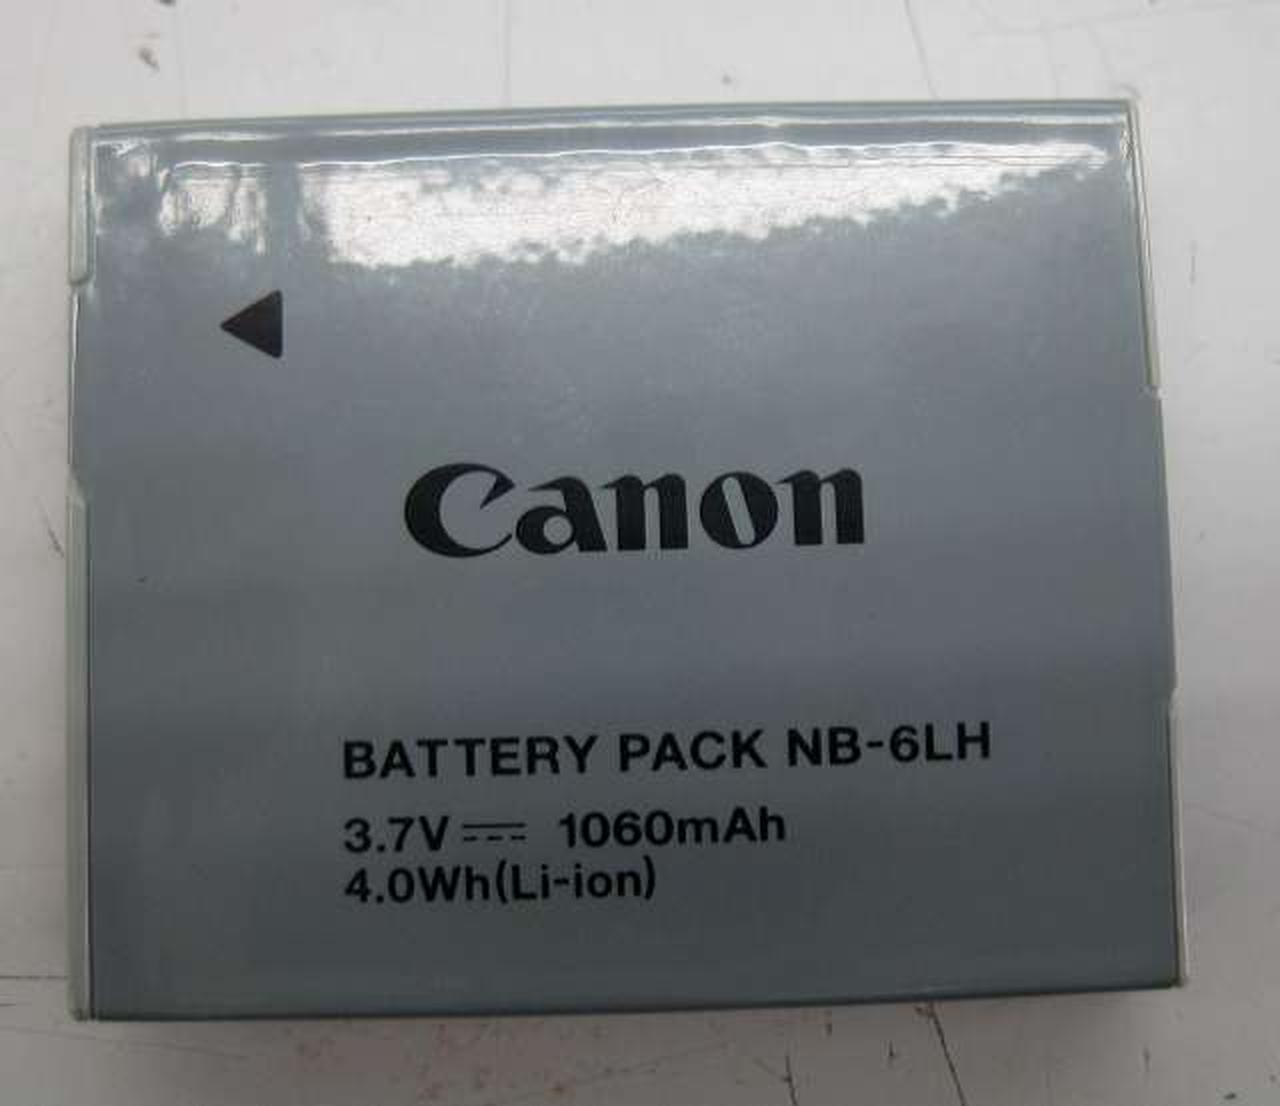 Canon
BATTERY PACK NB-6LH
3.7V⎓ 1060mAh
4.0Wh(Li-ion)